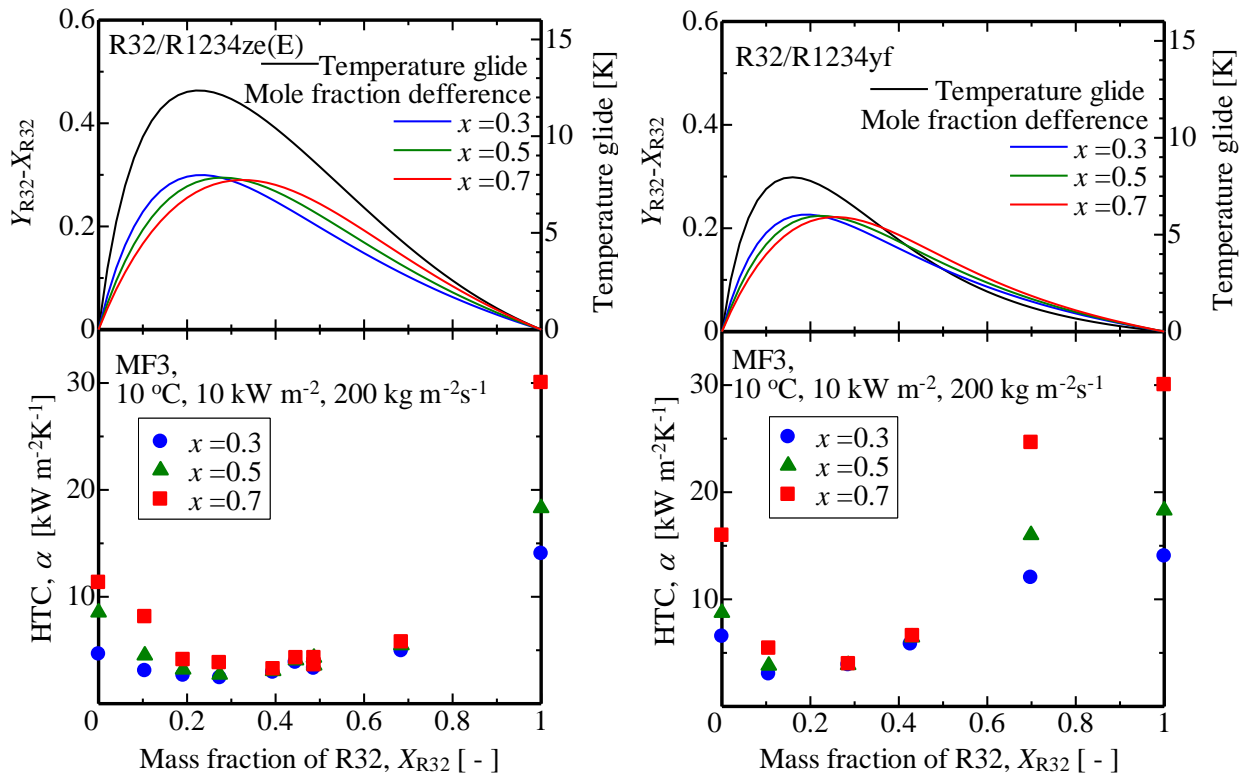 0.6
0.4
0.2
0
Y_R32-X_R32
R32/R1234ze(E)
Temperature glide
Mole fraction defference
x =0.3
x =0.5
x =0.7
15
10
5
0
Temperature glide [K]
30
20
10
HTC, α [kW m-2K-1]
MF3,
10 oC, 10 kW m-2, 200 kg m-2s-1
x =0.3
x =0.5
x =0.7
0 0.2 0.4 0.6 0.8 1
Mass fraction of R32, X_R32 [ - ]
0.6
0.4
0.2
0
Y_R32-X_R32
R32/R1234yf
Temperature glide
Mole fraction defference
x =0.3
x =0.5
x =0.7
15
10
5
0
Temperature glide [K]
30
20
10
HTC, α [kW m-2K-1]
MF3,
10 oC, 10 kW m-2, 200 kg m-2s-1
x =0.3
x =0.5
x =0.7
0 0.2 0.4 0.6 0.8 1
Mass fraction of R32, X_R32 [ - ]